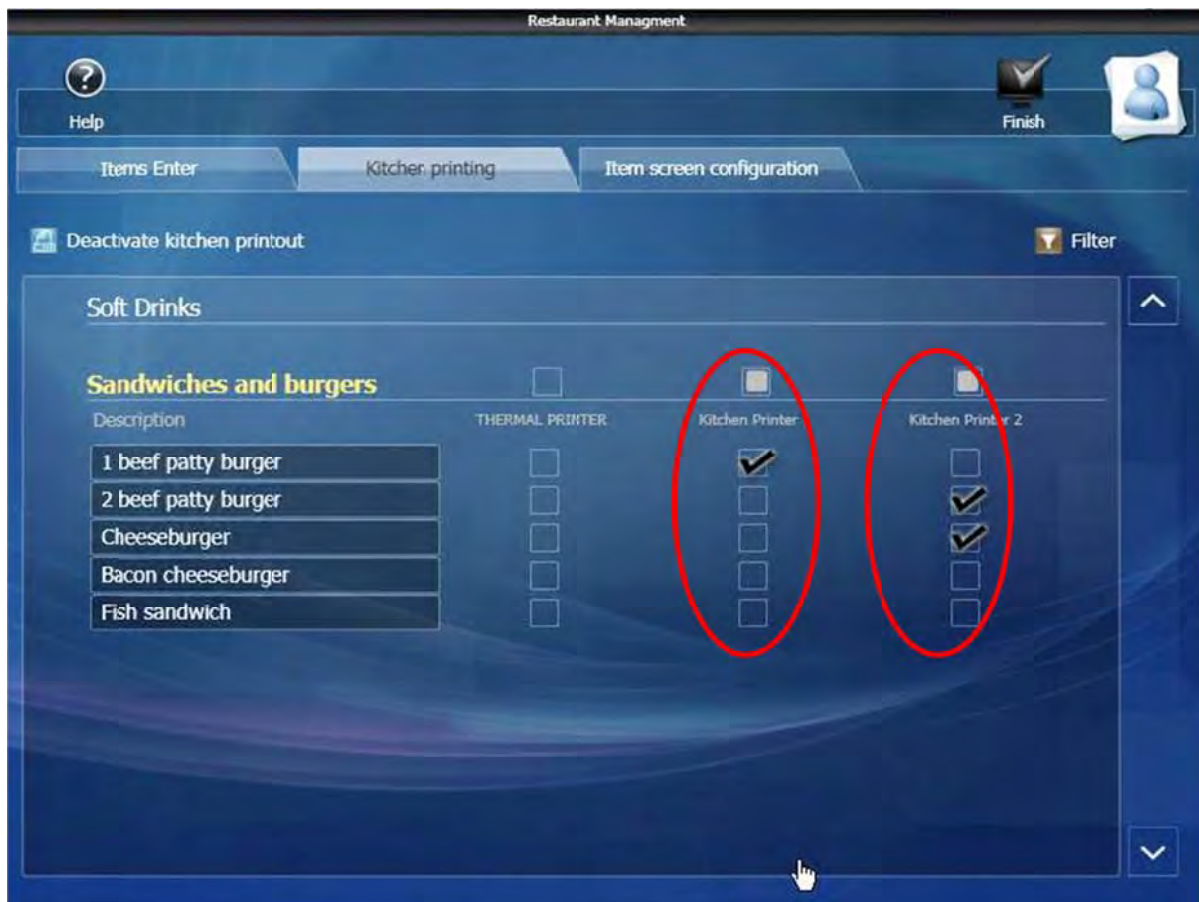 Restaurant Managment
Help
Finish
Items Enter
Kitchen printing
Item screen configuration
Deactivate kitchen printout
Filter
Soft Drinks
Sandwiches and burgers
Description THERMAL PRINTER Kitchen Printer Kitchen Printer 2
1 beef patty burger
2 beef patty burger
Cheeseburger
Bacon cheeseburger
Fish sandwich